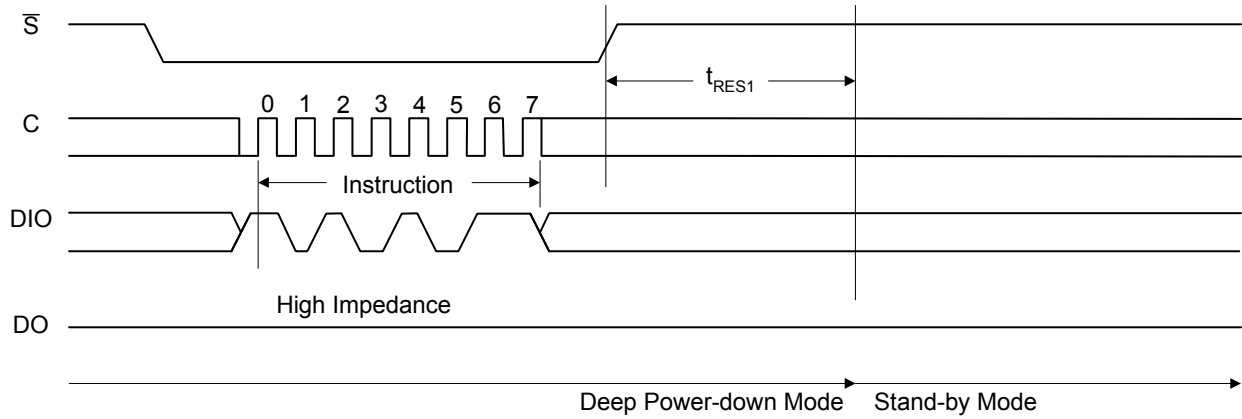 S̅
t_RES1
C
0 1 2 3 4 5 6 7
Instruction
DIO
High Impedance
DO
Deep Power-down Mode Stand-by Mode